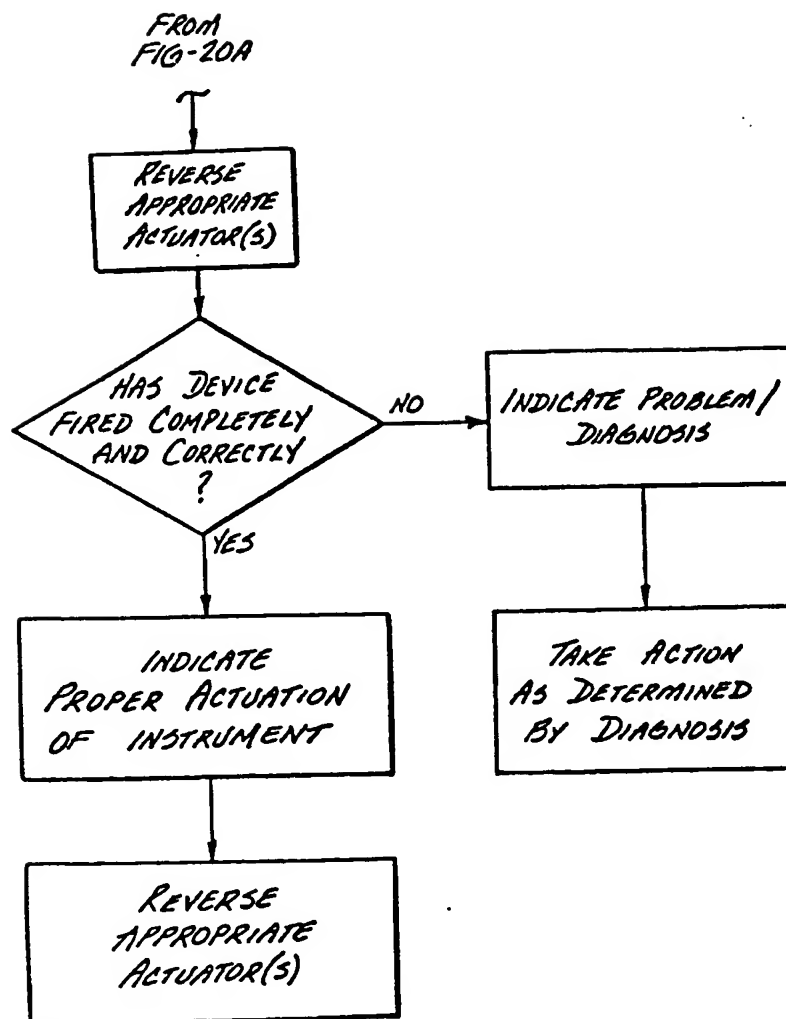 FROM
FIG-20A
REVERSE
APPROPRIATE
ACTUATOR(S)
HAS DEVICE
FIRED COMPLETELY
AND CORRECTLY
?
NO
INDICATE PROBLEM/
DIAGNOSIS
YES
INDICATE
PROPER ACTUATION
OF INSTRUMENT
TAKE ACTION
AS DETERMINED
BY DIAGNOSIS
REVERSE
APPROPRIATE
ACTUATOR(S)